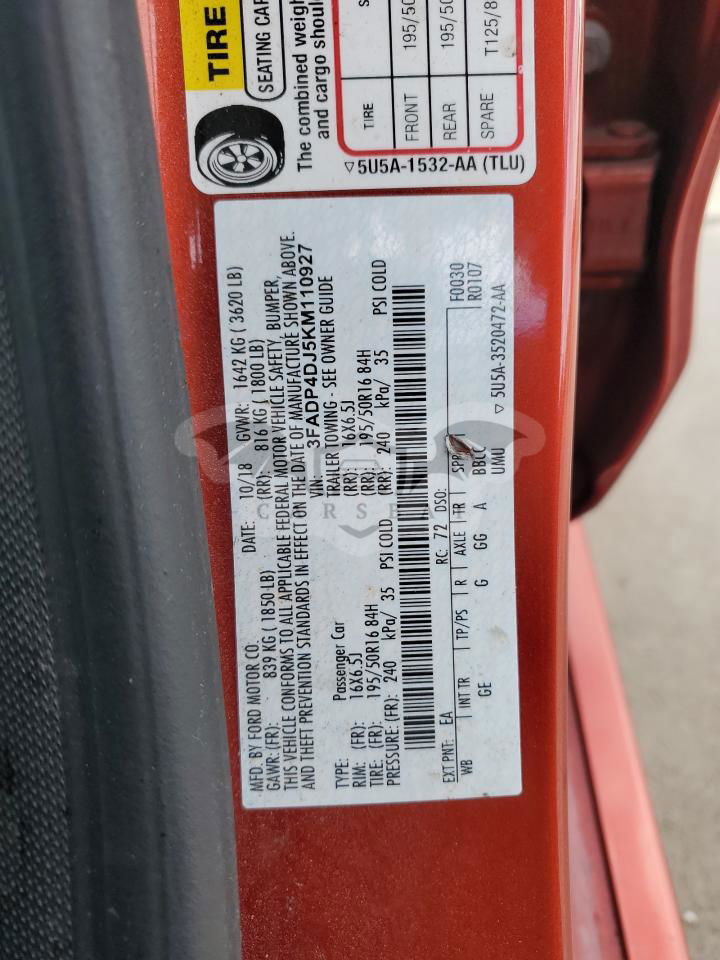 TIRE
SEATING
The combined
and cargo
TIRE
FRONT 195/50
REAR 195/50
SPARE T125/8
▽5U5A-1532-AA (TLU)
MFD. BY FORD MOTOR CO.
DATE: 10/18 GVWR: 1642 KG ( 3620 LB)
GAWR: (FR): 839 KG (1850 LB) (RR): 816 KG ( 1800 LB)
THIS VEHICLE CONFORMS TO ALL APPLICABLE FEDERAL MOTOR VEHICLE SAFETY, BUMPER,
AND THEFT PREVENTION STANDARDS IN EFFECT ON THE DATE OF MANUFACTURE SHOWN ABOVE.
VIN: 3FADP4DJ5KM110927
TYPE: Passenger Car TRAILER TOWING - SEE OWNER GUIDE
RIM: (FR): 16X6.5J (RR): 16X6.5J
TIRE: (FR): 195/50R16 84H (RR): 195/50R16 84H
PRESSURE: (FR): 240 kPa/ 35 PSI COLD (RR): 240 kPa/ 35 PSI COLD
EXT PNT: EA RC: 72 DSO: F0030
R0107
WB INT TR TP/PS R AXLE TR
GE G GG A
UMU
▽ 5U5A-3520472-AA